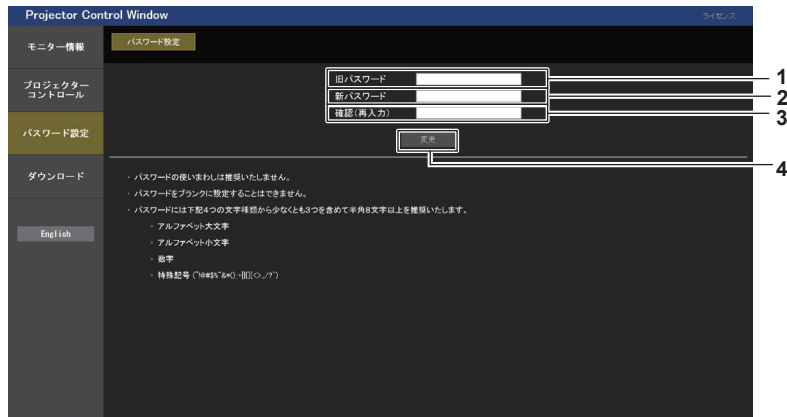 Projector Control Window
ライセンス
モニター情報
パスワード設定
プロジェクター
コントロール
旧パスワード
新パスワード
確認(再入力)
1
2
3
パスワード設定
変更
4
ダウンロード
・ パスワードの使いまわしは推奨いたしません。
・ パスワードをブランクに設定することはできません。
・ パスワードには下記4つの文字種類から少なくとも3つを含めて半角8文字以上を推奨いたします。
・ アルファベット大文字
English
・ アルファベット小文字
・ 数字
・ 特殊記号